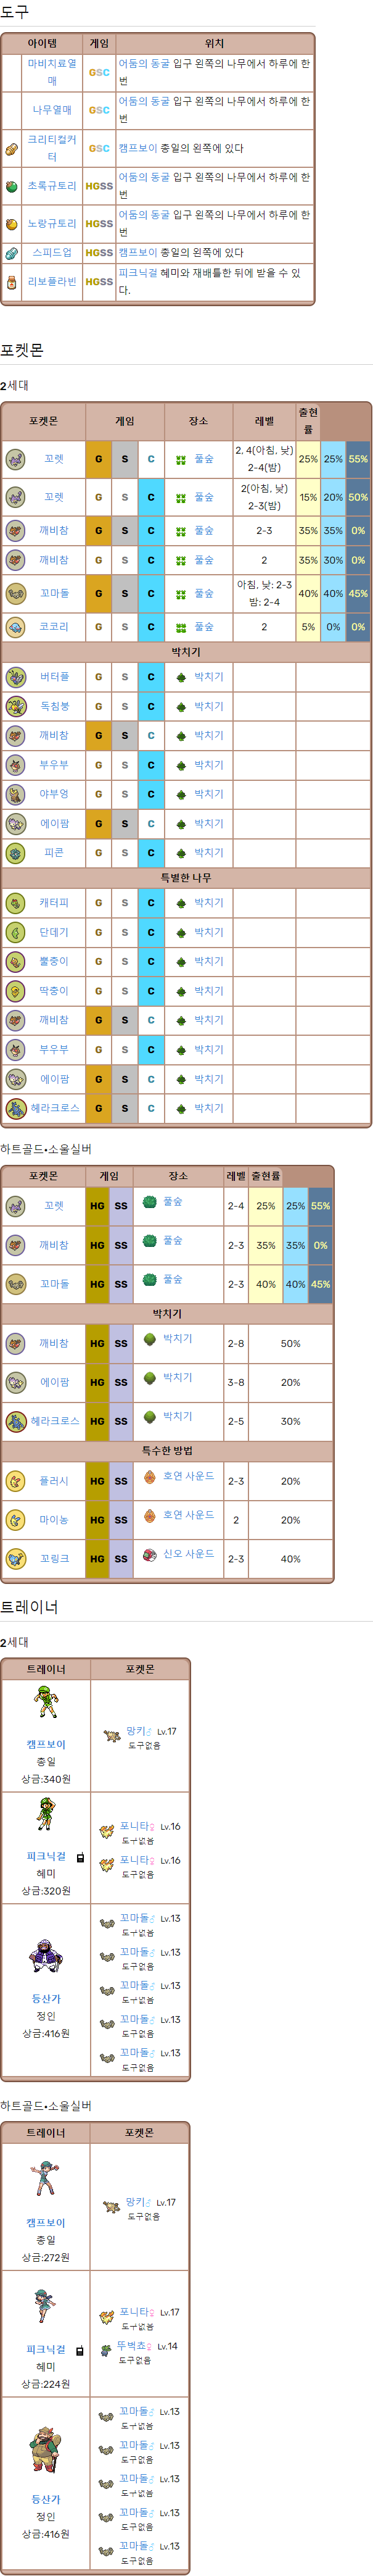 도구
아이템 게임 위치
마비치료열매 GSC 어둠의 동굴 입구 왼쪽의 나무에서 하루에 한 번
나무열매 GSC 어둠의 동굴 입구 왼쪽의 나무에서 하루에 한 번
크리티컬커터 GSC 캠프보이 종일의 왼쪽에 있다
초록규토리 HGSS 어둠의 동굴 입구 왼쪽의 나무에서 하루에 한 번
노랑규토리 HGSS 어둠의 동굴 입구 왼쪽의 나무에서 하루에 한 번
스피드업 HGSS 캠프보이 종일의 왼쪽에 있다
리보플라빈 HGSS 피크닉걸 헤미와 재배틀한 뒤에 받을 수 있다.
포켓몬
2세대
포켓몬 게임 장소 레벨 출현률
꼬렛 G S C 풀숲 2, 4(아침, 낮) 2-4(밤) 25% 25% 55%
꼬렛 G S C 풀숲 2(아침, 낮) 2-3(밤) 15% 20% 50%
깨비참 G S C 풀숲 2-3 35% 35% 0%
깨비참 G S C 풀숲 2 35% 30% 0%
꼬마돌 G S C 풀숲 아침, 낮: 2-3 밤: 2-4 40% 40% 45%
코코리 G S C 풀숲 2 5% 0% 0%
박치기
버터플 G S C 박치기
독침붕 G S C 박치기
깨비참 G S C 박치기
부우부 G S C 박치기
야부엉 G S C 박치기
에이팜 G S C 박치기
피콘 G S C 박치기
특별한 나무
캐터피 G S C 박치기
단데기 G S C 박치기
뿔충이 G S C 박치기
딱충이 G S C 박치기
깨비참 G S C 박치기
부우부 G S C 박치기
에이팜 G S C 박치기
헤라크로스 G S C 박치기
하트골드•소울실버
포켓몬 게임 장소 레벨 출현률
꼬렛 HG SS 풀숲 2-4 25% 25% 55%
깨비참 HG SS 풀숲 2-3 35% 35% 0%
꼬마돌 HG SS 풀숲 2-3 40% 40% 45%
박치기
깨비참 HG SS 박치기 2-8 50%
에이팜 HG SS 박치기 3-8 20%
헤라크로스 HG SS 박치기 2-5 30%
특수한 방법
플러시 HG SS 호연 사운드 2-3 20%
마이농 HG SS 호연 사운드 2 20%
꼬링크 HG SS 신오 사운드 2-3 40%
트레이너
2세대
트레이너 포켓몬
캠프보이
종일
상금:340원
망키♂ Lv.17
도구없음
피크닉걸
헤미
상금:320원
포니타♀ Lv.16
도구없음
포니타♀ Lv.16
도구없음
등산가
정인
상금:416원
꼬마돌♂ Lv.13
도구없음
꼬마돌♂ Lv.13
도구없음
꼬마돌♂ Lv.13
도구없음
꼬마돌♂ Lv.13
도구없음
꼬마돌♂ Lv.13
도구없음
하트골드•소울실버
트레이너 포켓몬
캠프보이
종일
상금:272원
망키♂ Lv.17
도구없음
피크닉걸
헤미
상금:224원
포니타♀ Lv.17
도구없음
뚜벅쵸♀ Lv.14
도구없음
등산가
정인
상금:416원
꼬마돌♂ Lv.13
도구없음
꼬마돌♂ Lv.13
도구없음
꼬마돌♂ Lv.13
도구없음
꼬마돌♂ Lv.13
도구없음
꼬마돌♂ Lv.13
도구없음